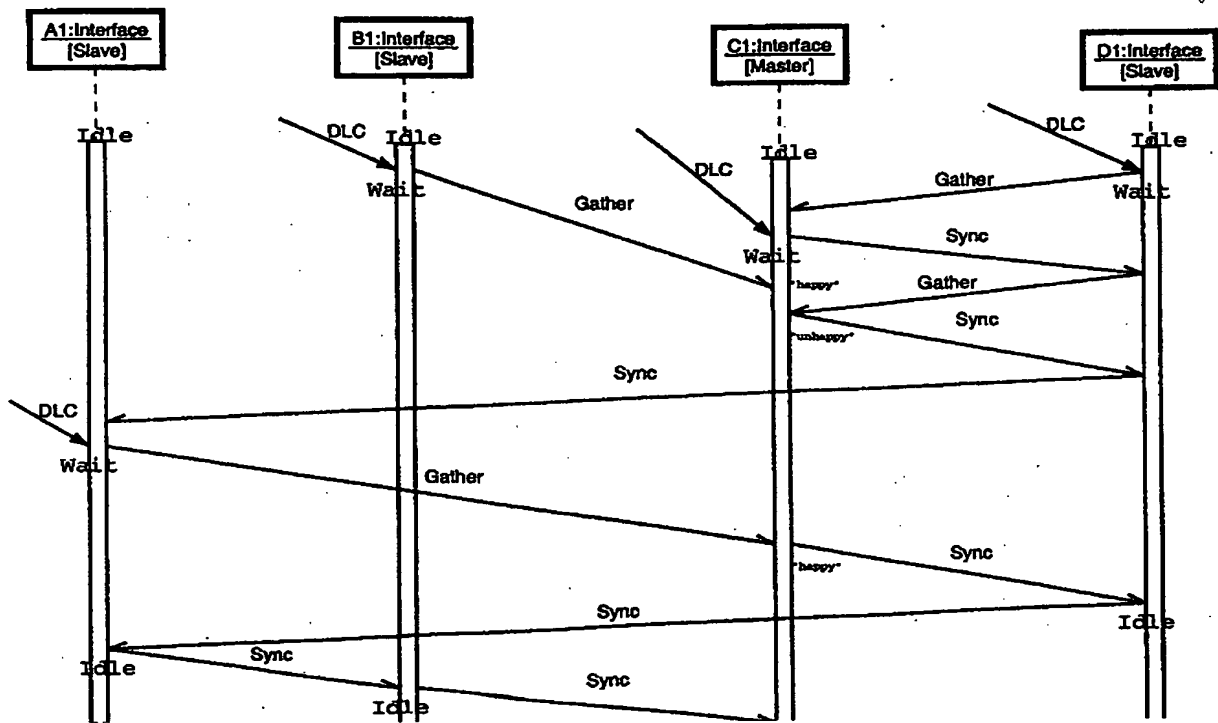 A1:Interface
[Slave]
B1:Interface
[Slave]
C1:Interface
[Master]
D1:Interface
[Slave]
Idle
DLC
Idle
DLC
Idle
DLC
Idle
Wait
Gather
Gather
Wait
Sync
Wait
"happy"
Gather
Sync
"unhappy"
Sync
DLC
Wait
Gather
Sync
"happy"
Sync
Idle
Idle
Sync
Sync
Idle